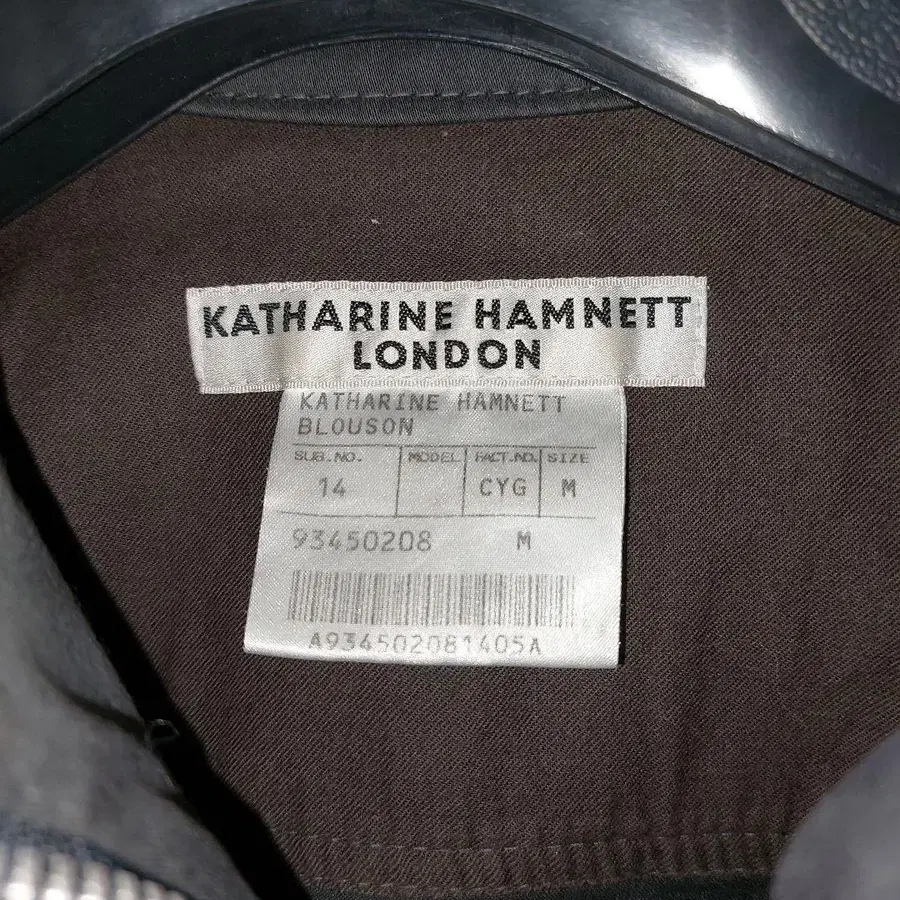 KATHARINE HAMNETT
LONDON
KATHARINE HAMNETT
BLOUSON
SUB.NO. MODEL FACT.NO. SIZE
14 CYG M
93450208 M
A934502081405A